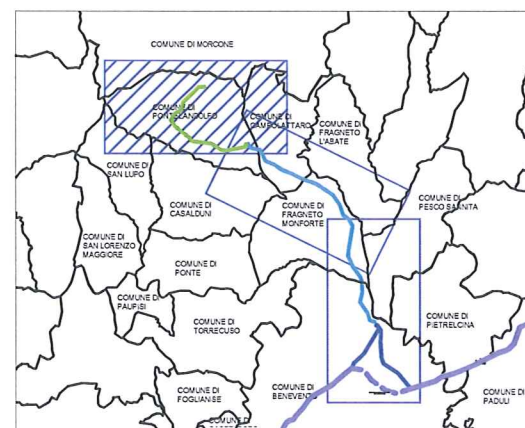 COMUNE DI MORCONE
COMUNE DI
PONTELANDOLFO
COMUNE DI
CAMPOLATTARO
COMUNE DI
FRAGNETO
L'ABATE
COMUNE DI
SAN LUPO
COMUNE DI
CASALDUNI
COMUNE DI
FRAGNETO
MONFORTE
COMUNE DI
PESCO SANNITA
COMUNE DI
SAN LORENZO
MAGGIORE
COMUNE DI
PONTE
COMUNE DI
PAUPISI
COMUNE DI
TORRECUSO
COMUNE DI
PIETRELCINA
COMUNE DI
FOGLIANISE
COMUNE DI
BENEVENTO
COMUNE DI
PADULI